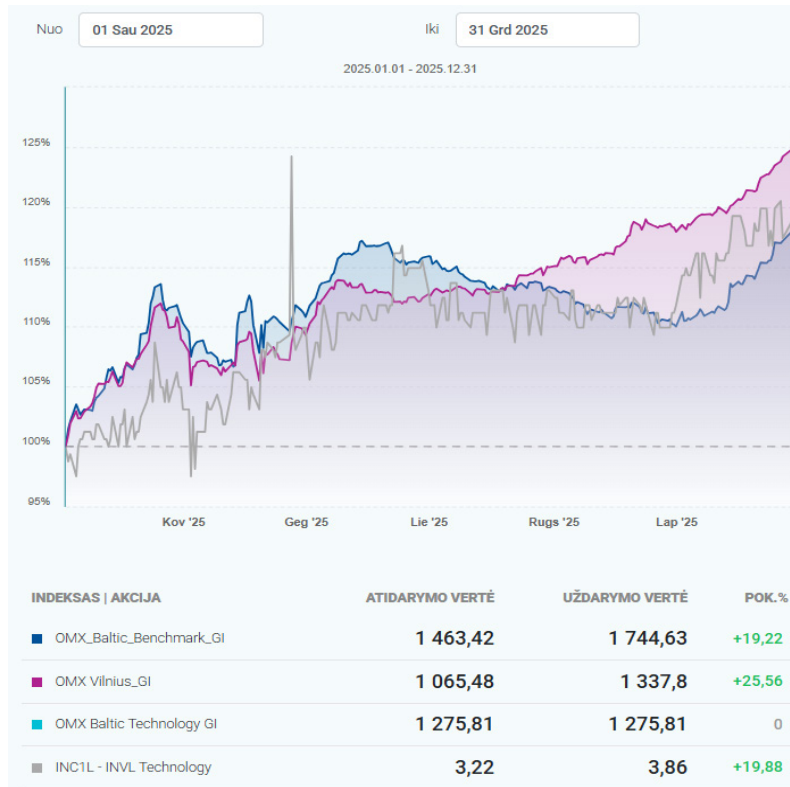 Nuo 01 Sau 2025 Iki 31 Grd 2025
2025.01.01 - 2025.12.31
125%
120%
115%
110%
105%
100%
95%
Kov '25 Geg '25 Lie '25 Rugs '25 Lap '25
INDEKSAS | AKCIJA ATIDARYMO VERTĖ UŽDARYMO VERTĖ POK.%
OMX_Baltic_Benchmark_GI 1 463,42 1 744,63 +19,22
OMX Vilnius_GI 1 065,48 1 337,8 +25,56
OMX Baltic Technology GI 1 275,81 1 275,81 0
INC1L - INVL Technology 3,22 3,86 +19,88